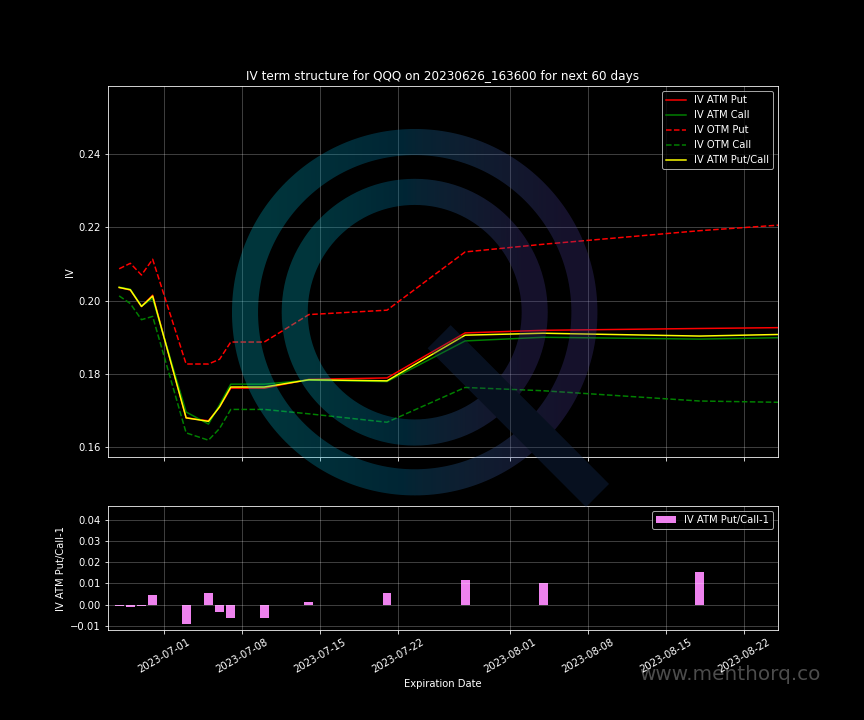 IV term structure for QQQ on 20230626_163600 for next 60 days
IV ATM Put
IV ATM Call
IV OTM Put
IV OTM Call
IV ATM Put/Call
IV
0.24
0.22
0.20
0.18
0.16
IV ATM Put/Call-1
IV ATM Put/Call-1
0.04
0.03
0.02
0.01
0.00
−0.01
2023-07-01
2023-07-08
2023-07-15
2023-07-22
2023-08-01
2023-08-08
2023-08-15
2023-08-22
www.menthorq.co
Expiration Date